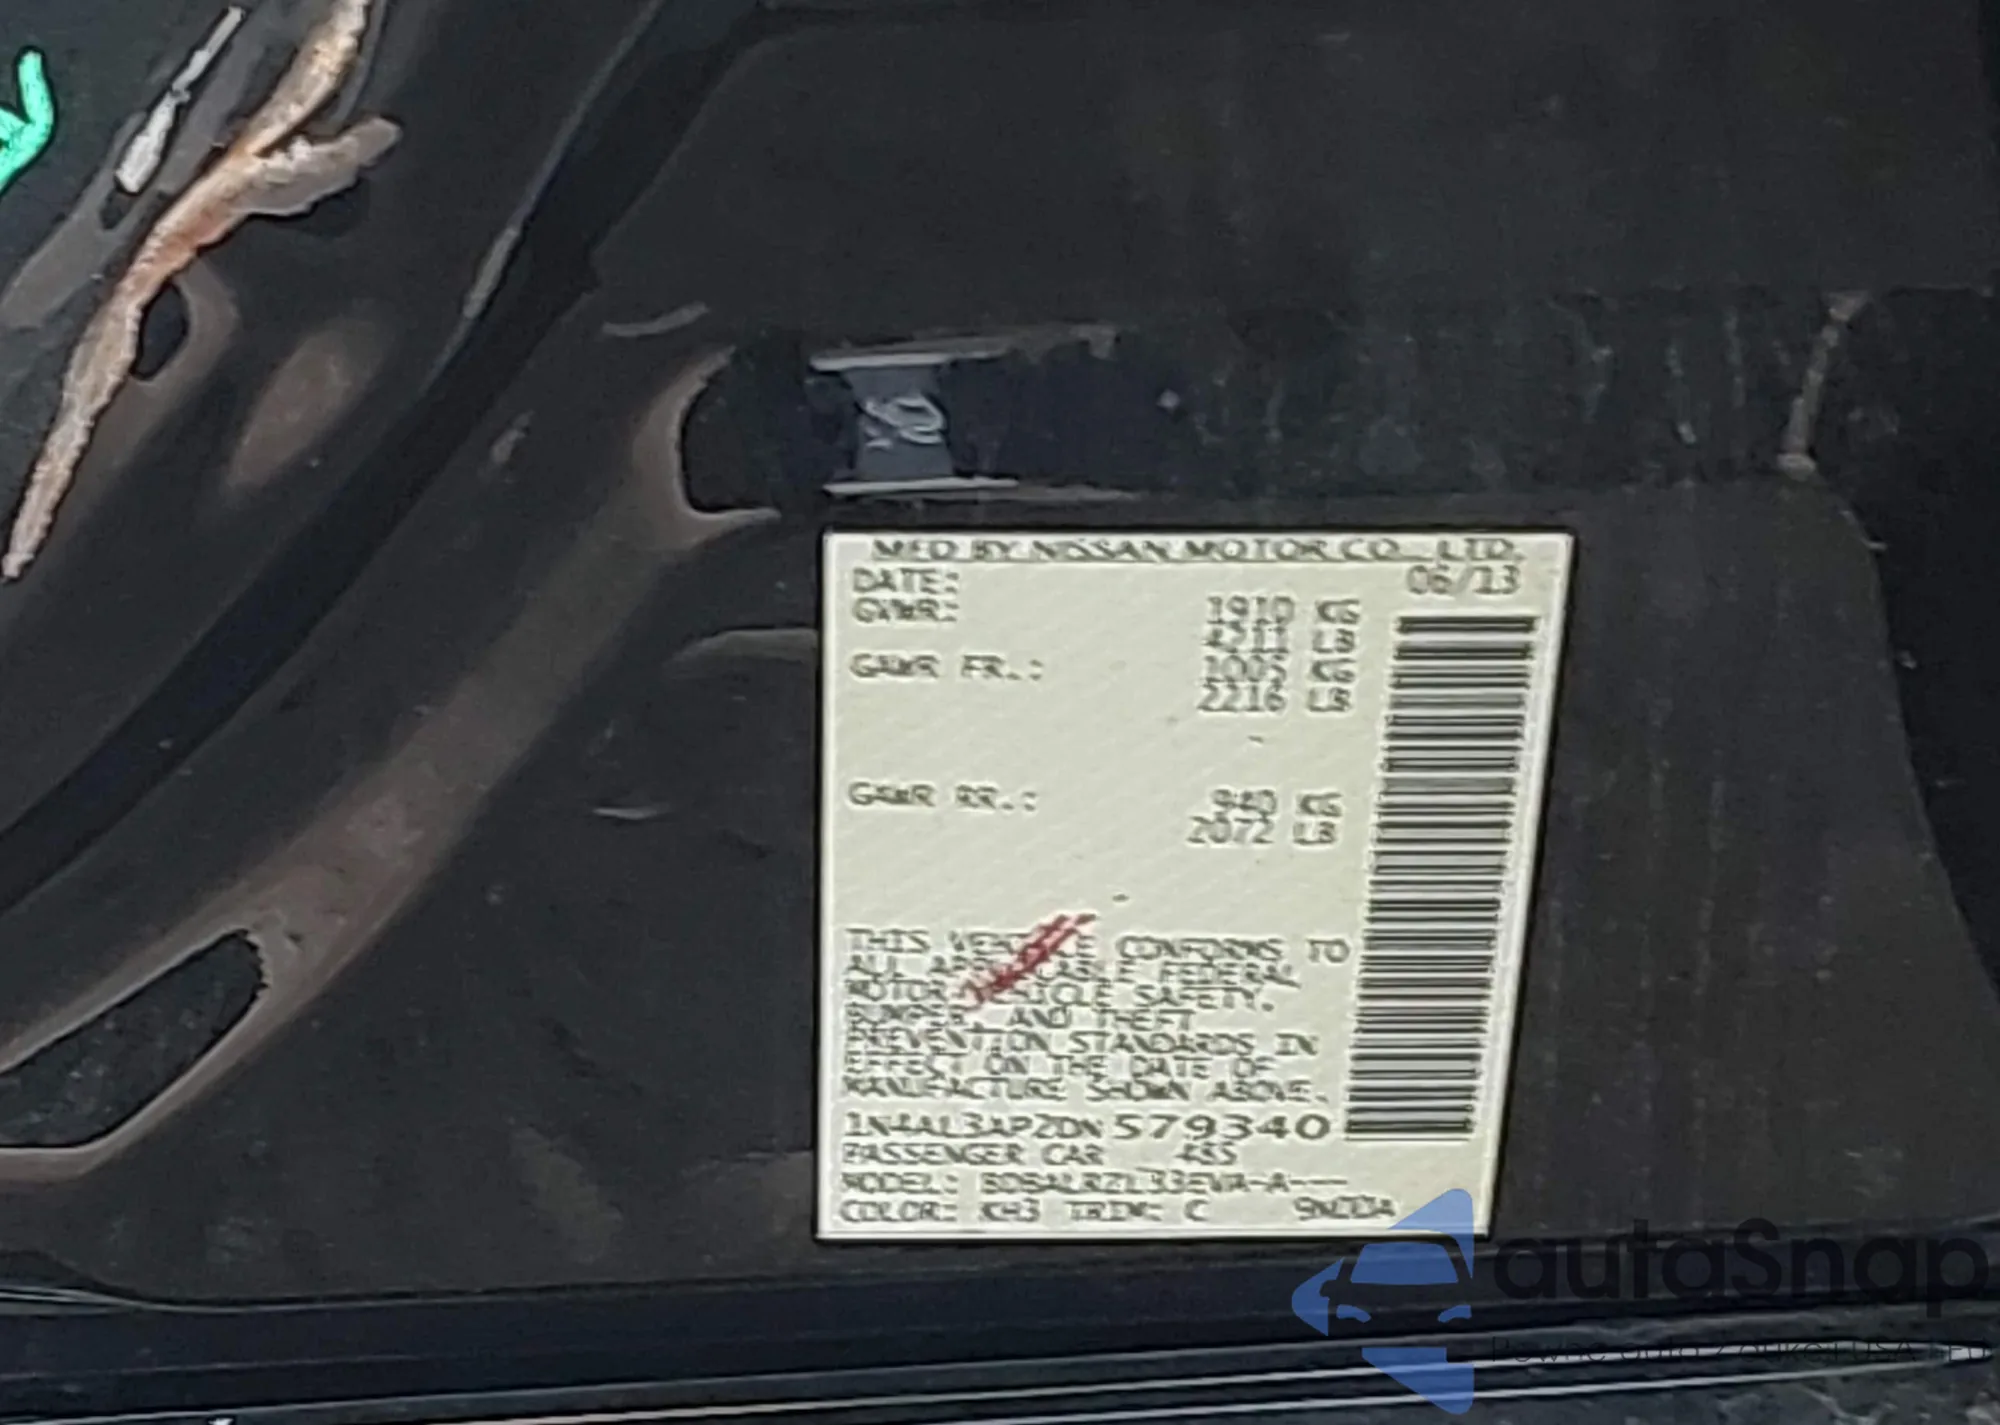 MFD BY NISSAN MOTOR CO., LTD.
DATE: 06/13
GVWR: 1910 KG
4211 LB
GAWR FR.: 1005 KG
2216 LB
GAWR RR.: 940 KG
2072 LB
THIS VEHICLE CONFORMS TO
ALL APPLICABLE FEDERAL
MOTOR VEHICLE SAFETY,
BUMPER, AND THEFT
PREVENTION STANDARDS IN
EFFECT ON THE DATE OF
MANUFACTURE SHOWN ABOVE.
1N4AL3AP2DN579340
PASSENGER CAR
MODEL:
COLOR: KH3 TRIM: C
autaSnap